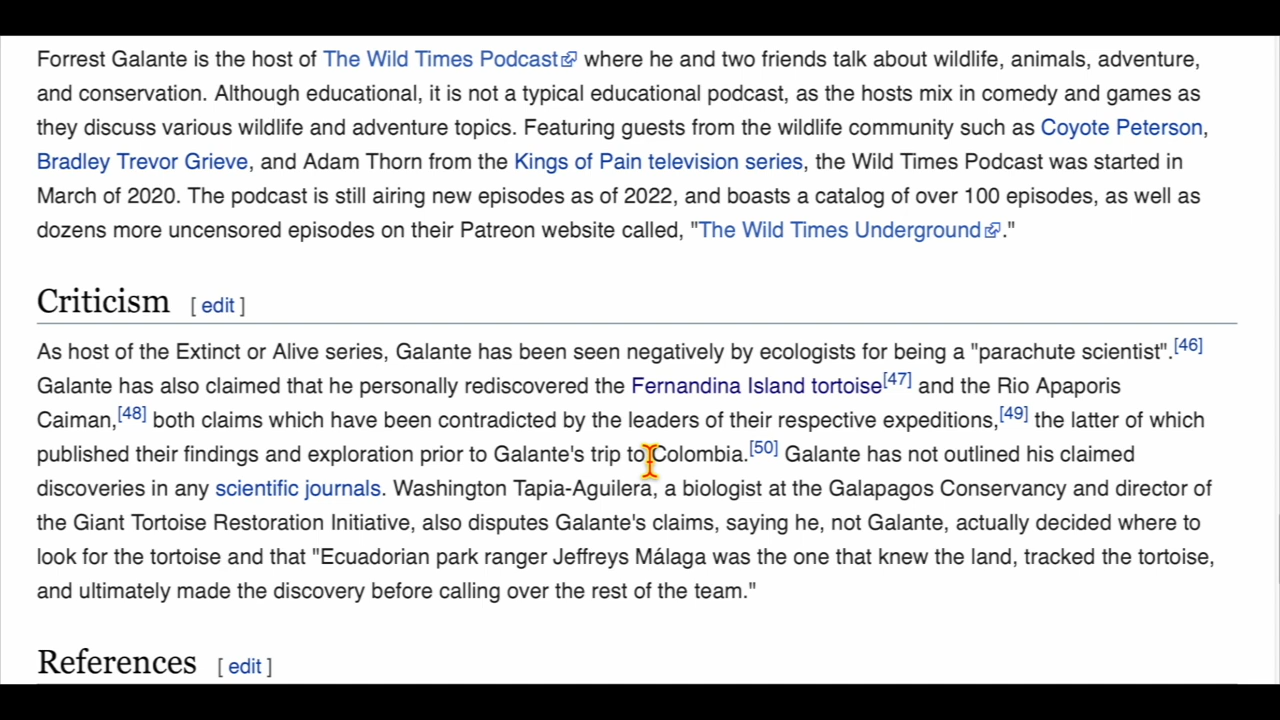 Forrest Galante is the host of The Wild Times Podcast where he and two friends talk about wildlife, animals, adventure,
and conservation. Although educational, it is not a typical educational podcast, as the hosts mix in comedy and games as
they discuss various wildlife and adventure topics. Featuring guests from the wildlife community such as Coyote Peterson,
Bradley Trevor Grieve, and Adam Thorn from the Kings of Pain television series, the Wild Times Podcast was started in
March of 2020. The podcast is still airing new episodes as of 2022, and boasts a catalog of over 100 episodes, as well as
dozens more uncensored episodes on their Patreon website called, "The Wild Times Underground."
Criticism [ edit ]
As host of the Extinct or Alive series, Galante has been seen negatively by ecologists for being a "parachute scientist".[46]
Galante has also claimed that he personally rediscovered the Fernandina Island tortoise[47] and the Rio Apaporis
Caiman,[48] both claims which have been contradicted by the leaders of their respective expeditions,[49] the latter of which
published their findings and exploration prior to Galante's trip to Colombia.[50] Galante has not outlined his claimed
discoveries in any scientific journals. Washington Tapia-Aguilera, a biologist at the Galapagos Conservancy and director of
the Giant Tortoise Restoration Initiative, also disputes Galante's claims, saying he, not Galante, actually decided where to
look for the tortoise and that "Ecuadorian park ranger Jeffreys Málaga was the one that knew the land, tracked the tortoise,
and ultimately made the discovery before calling over the rest of the team."
References [ edit ]